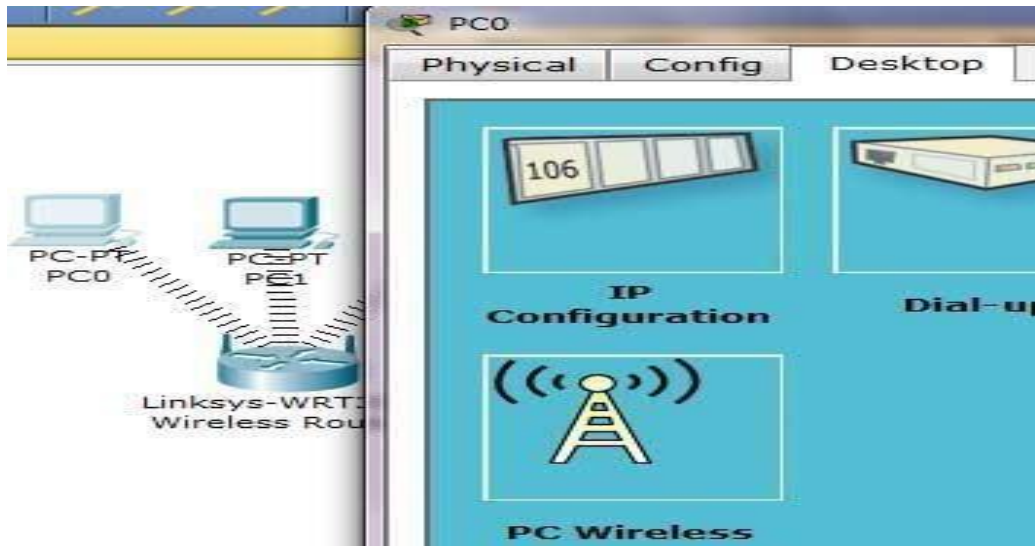 PC0
Physical Config Desktop
106
PC-PT
PC0
PC-PT
PC1
IP
Configuration
Dial-up
Linksys-WRT3
Wireless Rou
PC Wireless